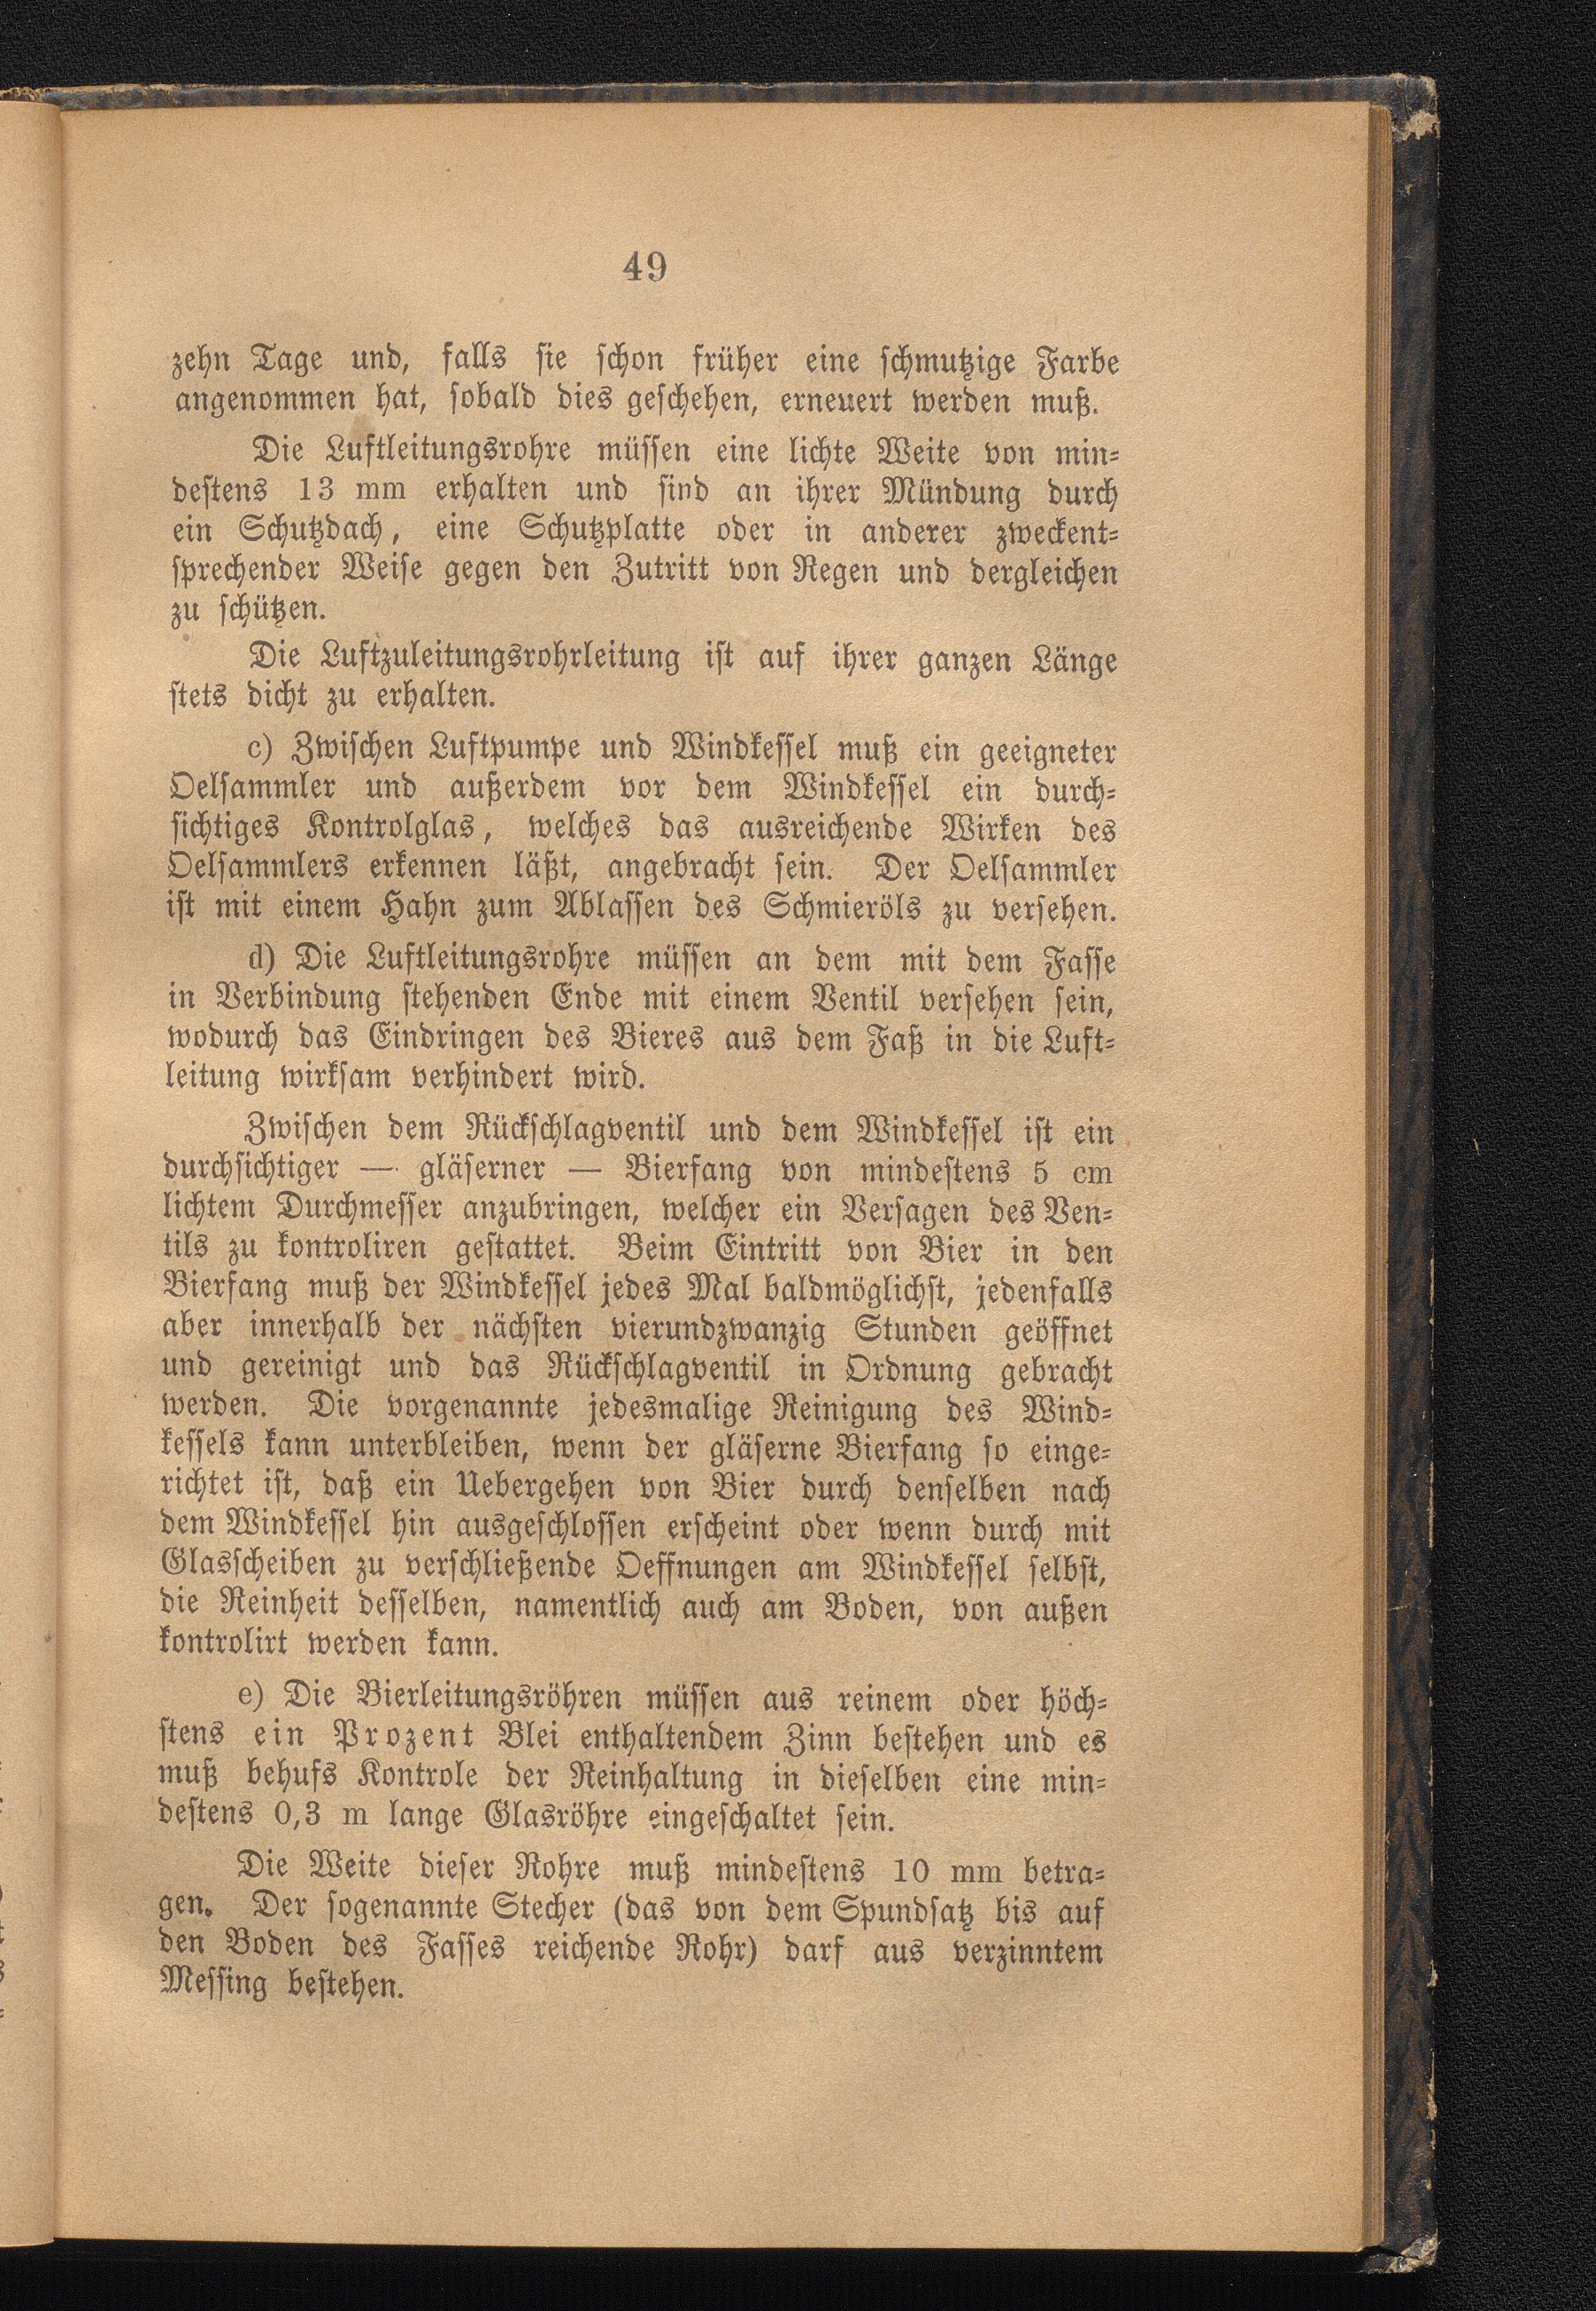 49
zehn Tage und, falls sie schon früher eine schmutzige Farbe
angenommen hat, sobald dies geschehen, erneuert werden muß.
Die Luftleitungsrohre müssen eine lichte Weite von min-
destens 13 mm erhalten und sind an ihrer Mündung durch
ein Schutzdach, eine Schutzplatte oder in anderer zweckent-
sprechender Weise gegen den Zutritt von Regen und dergleichen
zu schützen.
Die Luftzuleitungsrohrleitung ist auf ihrer ganzen Länge
stets dicht zu erhalten.
c) Zwischen Luftpumpe und Windkessel muß ein geeigneter
Oelsammler und außerdem vor dem Windkessel ein durch-
sichtiges Kontrolglas, welches das ausreichende Wirken des
Oelsammlers erkennen läßt, angebracht sein. Der Oelsammler
ist mit einem Hahn zum Ablassen des Schmieröls zu versehen.
d) Die Luftleitungsrohre müssen an dem mit dem Fasse
in Verbindung stehenden Ende mit einem Ventil versehen sein,
wodurch das Eindringen des Bieres aus dem Faß in die Luft-
leitung wirksam verhindert wird.
Zwischen dem Rückschlagventil und dem Windkessel ist ein
durchsichtiger — gläserner — Bierfang von mindestens 5 cm
lichtem Durchmesser anzubringen, welcher ein Versagen des Ven-
tils zu kontroliren gestattet. Beim Eintritt von Bier in den
Bierfang muß der Windkessel jedes Mal baldmöglichst, jedenfalls
aber innerhalb der nächsten vierundzwanzig Stunden geöffnet
und gereinigt und das Rückschlagventil in Ordnung gebracht
werden. Die vorgenannte jedesmalige Reinigung des Wind-
kessels kann unterbleiben, wenn der gläserne Bierfang so einge-
richtet ist, daß ein Uebergehen von Bier durch denselben nach
dem Windkessel hin ausgeschlossen erscheint oder wenn durch mit
Glasscheiben zu verschließende Oeffnungen am Windkessel selbst,
die Reinheit desselben, namentlich auch am Boden, von außen
kontrolirt werden kann.
e) Die Bierleitungsröhren müssen aus reinem oder höch-
stens ein Prozent Blei enthaltendem Zinn bestehen und es
muß behufs Kontrole der Reinhaltung in dieselben eine min-
destens 0,3 m lange Glasröhre eingeschaltet sein.
Die Weite dieser Rohre muß mindestens 10 mm betra-
gen. Der sogenannte Stecher (das von dem Spundsatz bis auf
den Boden des Fasses reichende Rohr) darf aus verzinntem
Messing bestehen.